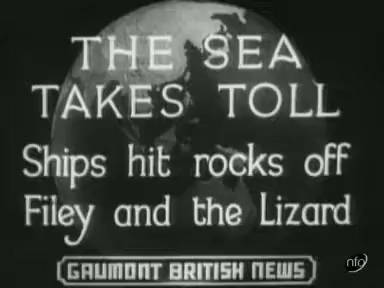 THE SEA
TAKES TOLL
Ships hit rocks off
Filey and the Lizard
GAUMONT BRITISH NEWS
nfo